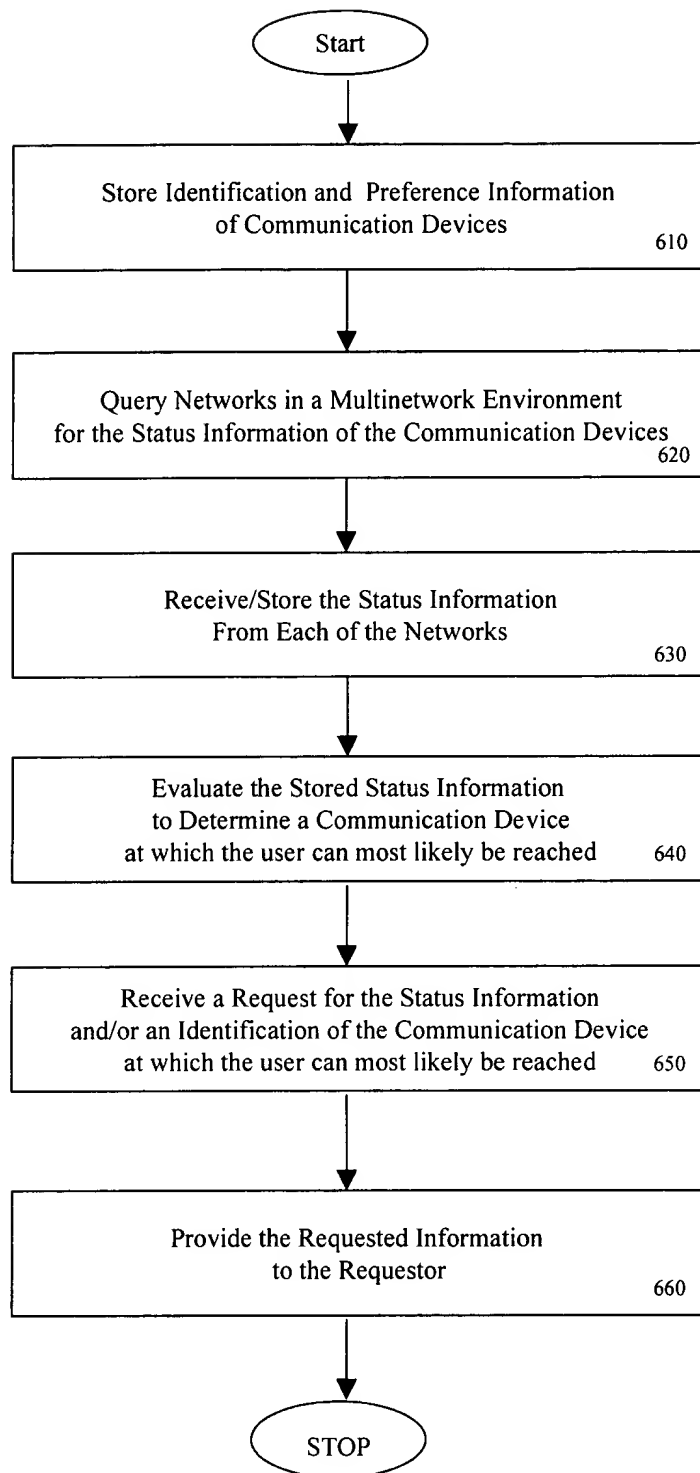 Start
Store Identification and Preference Information
of Communication Devices
610
Query Networks in a Multinetwork Environment
for the Status Information of the Communication Devices
620
Receive/Store the Status Information
From Each of the Networks
630
Evaluate the Stored Status Information
to Determine a Communication Device
at which the user can most likely be reached 640
Receive a Request for the Status Information
and/or an Identification of the Communication Device
at which the user can most likely be reached 650
Provide the Requested Information
to the Requestor
660
STOP